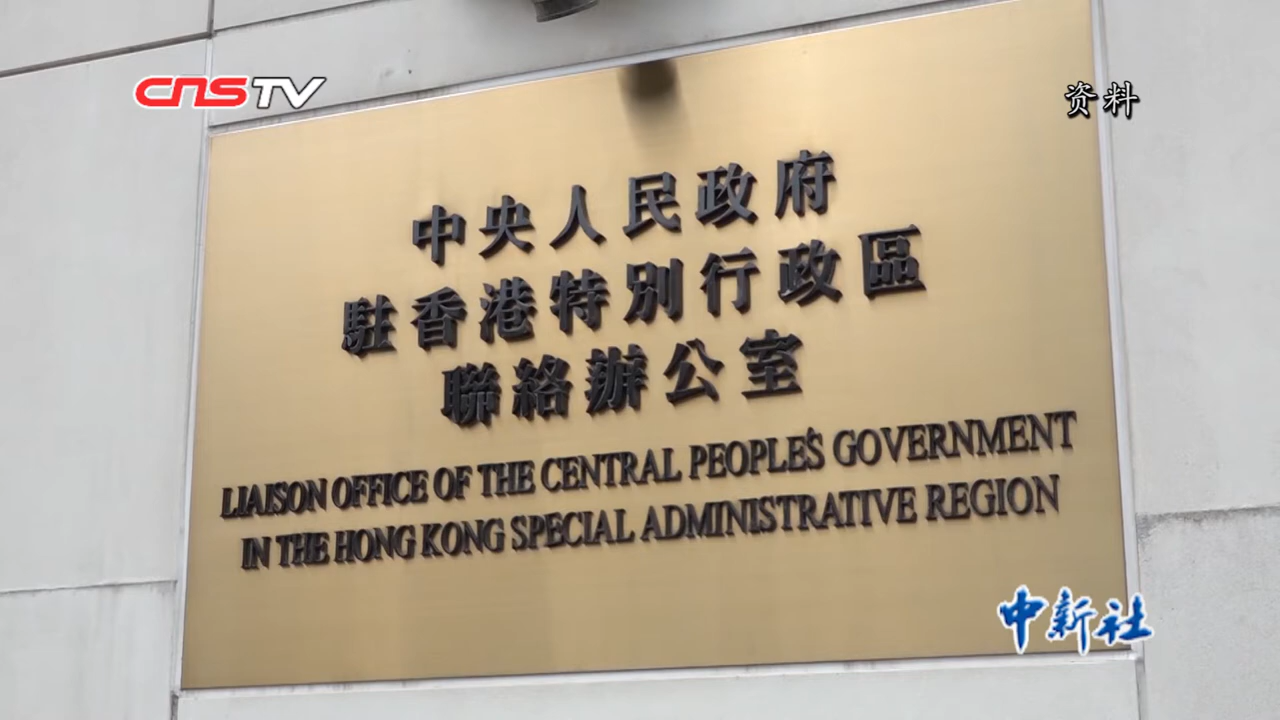 CNSTV
资料
中央人民政府
駐香港特別行政區
聯絡辦公室
LIAISON OFFICE OF THE CENTRAL PEOPLE'S GOVERNMENT
IN THE HONG KONG SPECIAL ADMINISTRATIVE REGION
中新社